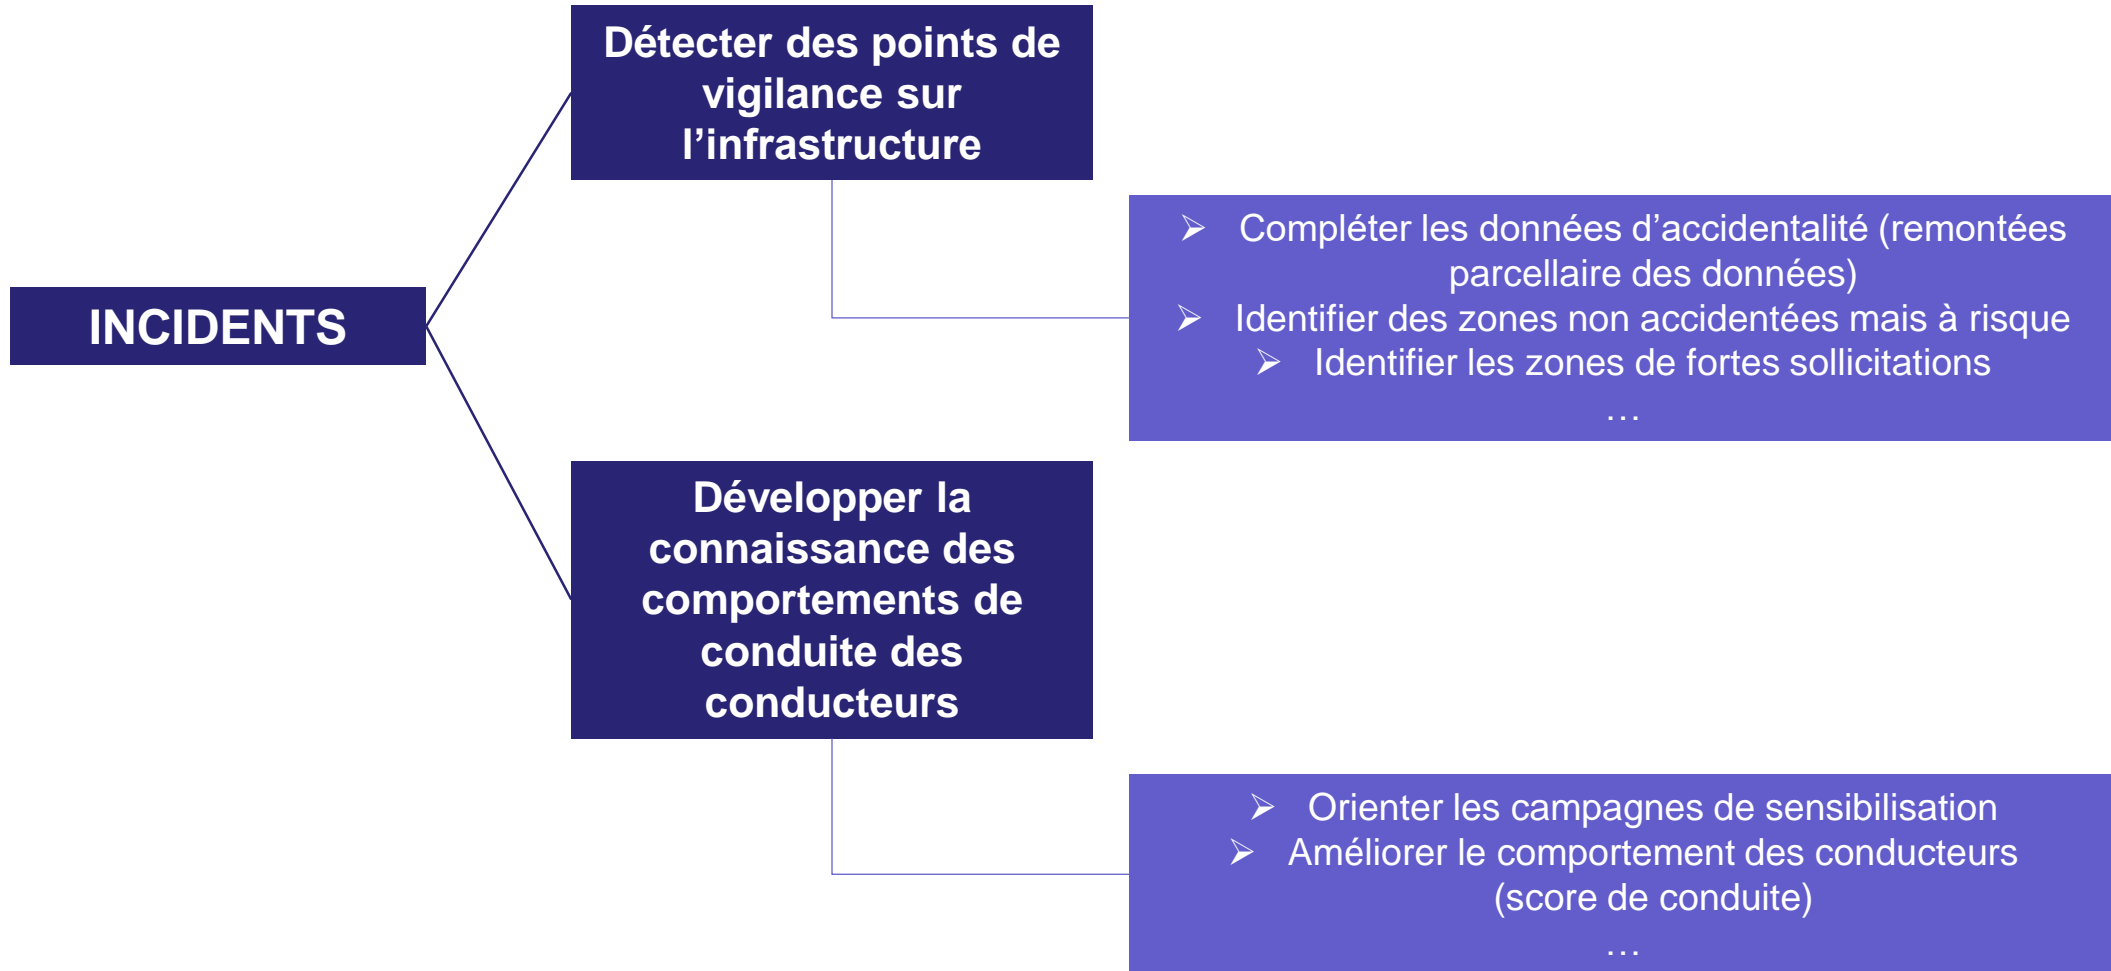 Détecter des points de
vigilance sur
l’infrastructure
➢ Compléter les données d’accidentalité (remontées
parcellaire des données)
➢ Identifier des zones non accidentées mais à risque
➢ Identifier les zones de fortes sollicitations
…
INCIDENTS
Développer la
connaissance des
comportements de
conduite des
conducteurs
➢ Orienter les campagnes de sensibilisation
➢ Améliorer le comportement des conducteurs
(score de conduite)
…